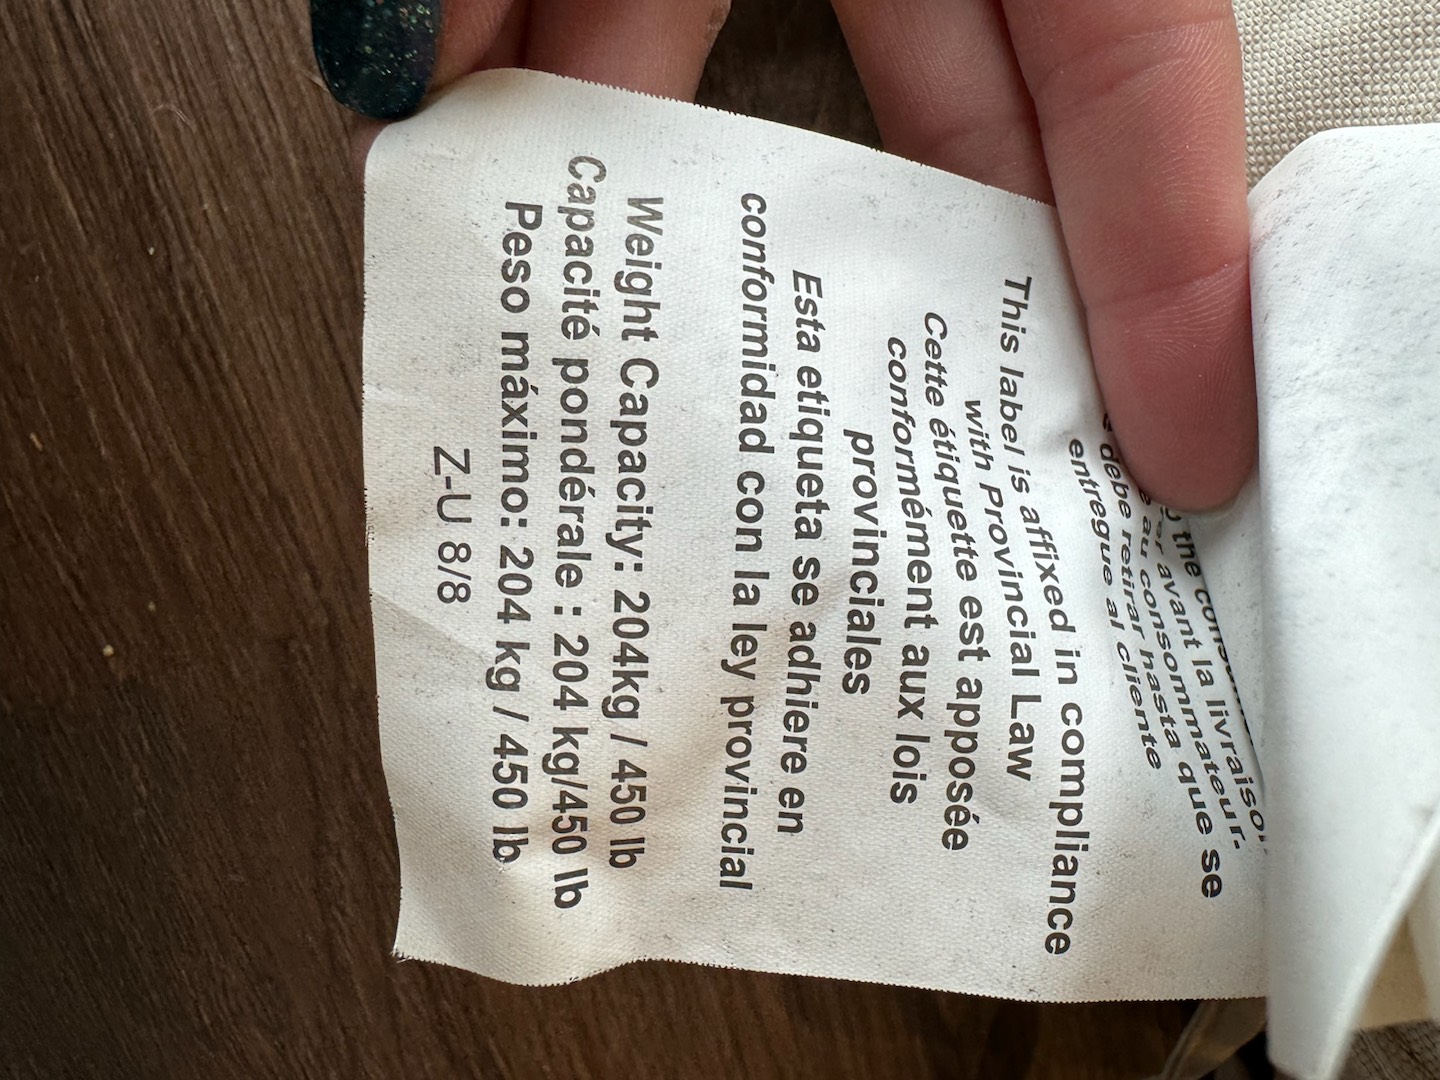 the
avant la livraison
au consommateur.
debe retirar hasta que se
entregue al cliente
This label is affixed in compliance
with Provincial Law
Cette étiquette est apposée
conformément aux lois
provinciales
Esta etiqueta se adhiere en
conformidad con la ley provincial
Weight Capacity: 204kg / 450 lb
Capacité pondérale : 204 kg/450 lb
Peso máximo: 204 kg / 450 lb
Z-U 8/8